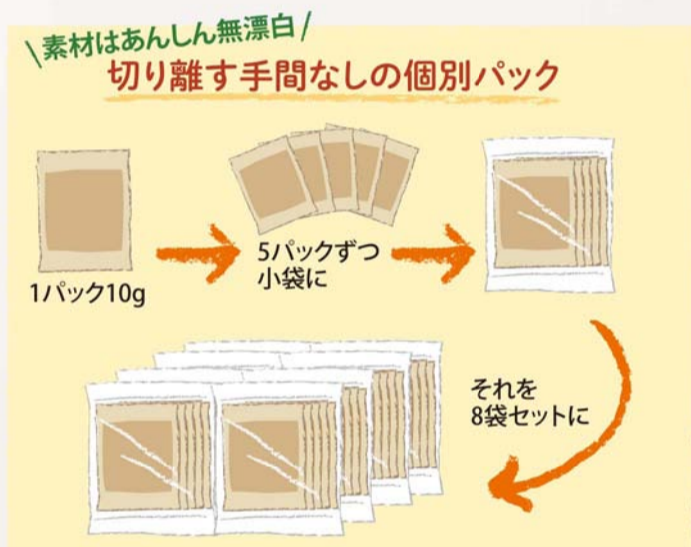 \素材はあんしん無漂白/
切り離す手間なしの個別パック
1パック10g
5パックずつ
小袋に
それを
8袋セットに